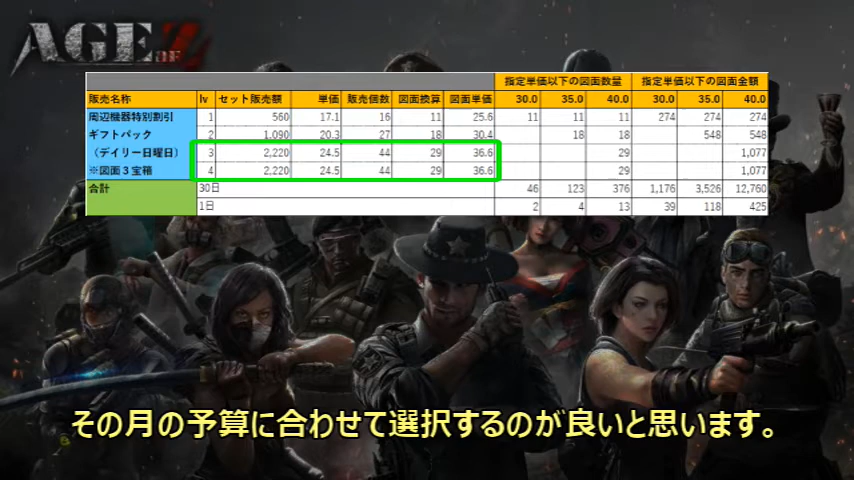 AGE OF Z
指定単価以下の図面数量 指定単価以下の図面金額
販売名称 lv セット販売額 単価 販売個数 図面換算 図面単価 30.0 35.0 40.0 30.0 35.0 40.0
周辺機器特別割引 1 560 17.1 16 11 25.6 11 11 11 274 274 274
ギフトパック 2 1,090 20.3 27 18 30.4 18 18 548 548
（デイリー日曜日） 3 2,220 24.5 44 29 36.6 29 1,077
※図面３宝箱 4 2,220 24.5 44 29 36.6 29 1,077
合計 30日 46 123 376 1,176 3,526 12,760
1日 2 4 13 39 118 425
その月の予算に合わせて選択するのが良いと思います。